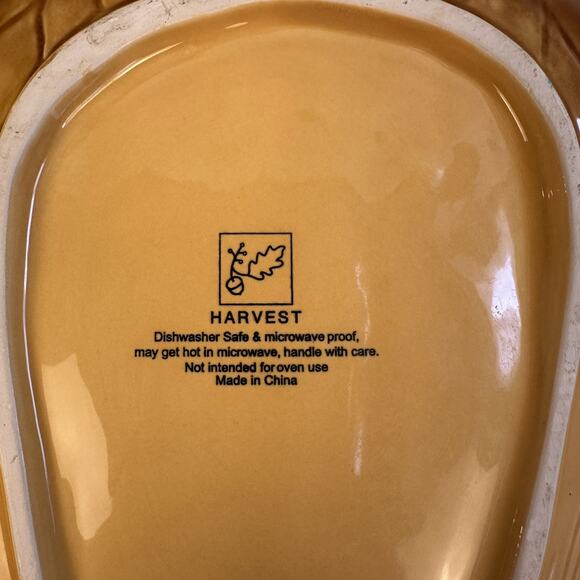 HARVEST
Dishwasher Safe & microwave proof,
may get hot in microwave, handle with care.
Not intended for oven use
Made in China